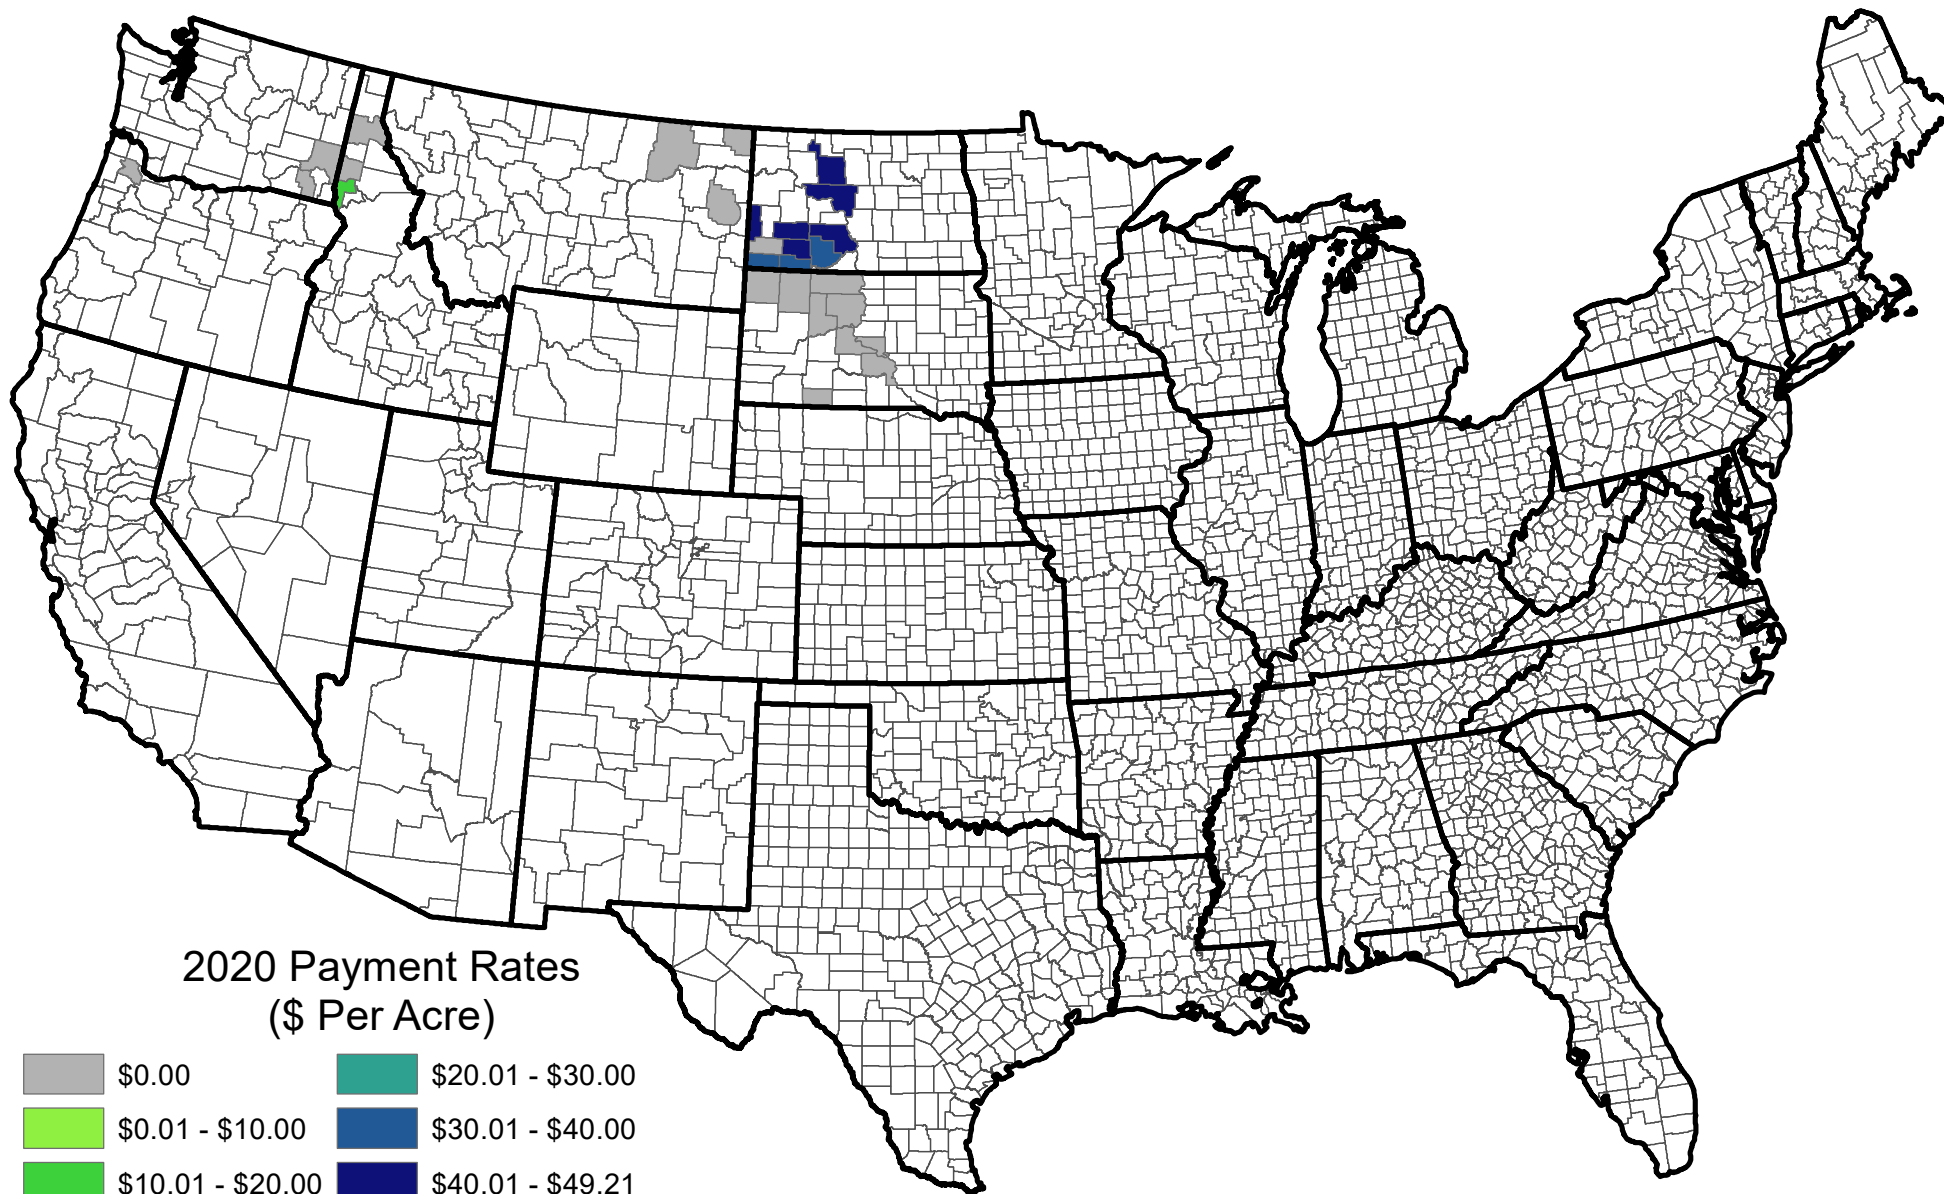 2020 Payment Rates
($ Per Acre)
$0.00
$20.01 - $30.00
$0.01 - $10.00
$30.01 - $40.00
$10.01 - $20.00
$40.01 - $49.21